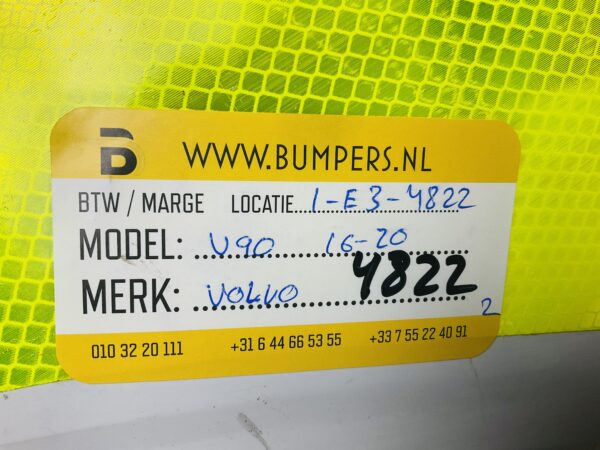 B WWW.BUMPERS.NL
BTW / MARGE LOCATIE 1-E3-4822
MODEL: V90 16-20
MERK: VOLVO 4822
2
010 32 20 111 +31 6 44 66 53 55 +33 7 55 22 40 91